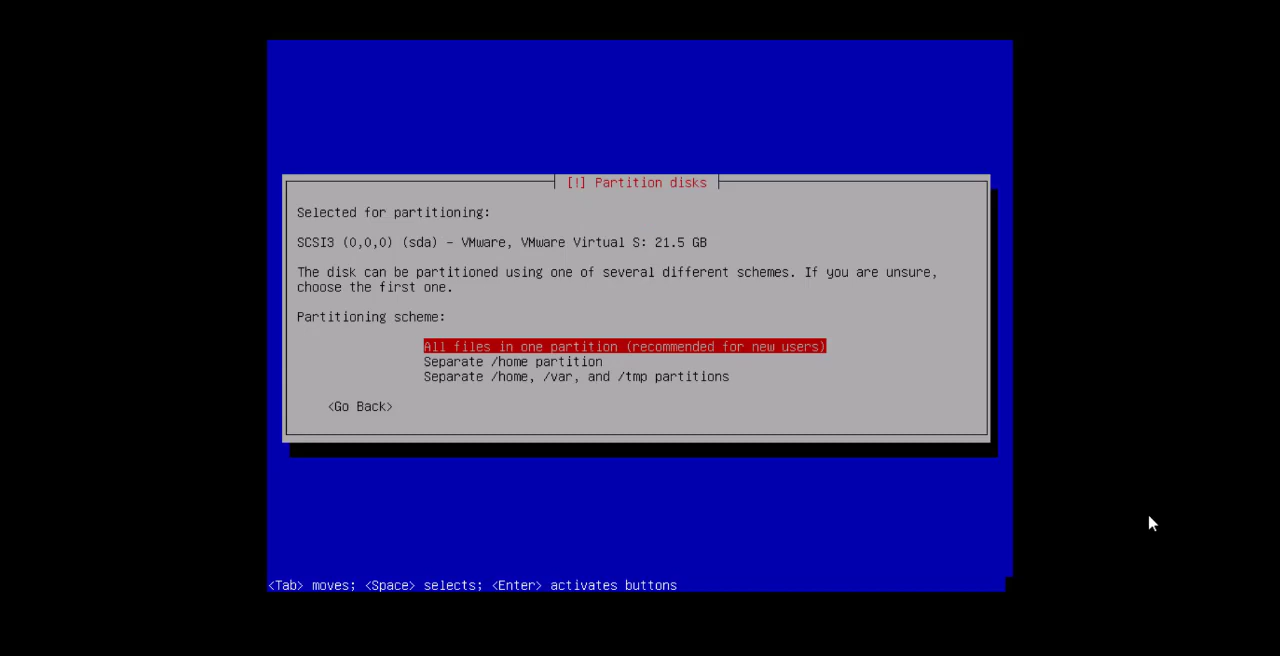 [!] Partition disks
Selected for partitioning:
SCSI3 (0,0,0) (sda) - VMware, VMware Virtual S: 21.5 GB
The disk can be partitioned using one of several different schemes. If you are unsure,
choose the first one.
Partitioning scheme:
All files in one partition (recommended for new users)
Separate /home partition
Separate /home, /var, and /tmp partitions
<Go Back>
<Tab> moves; <Space> selects; <Enter> activates buttons